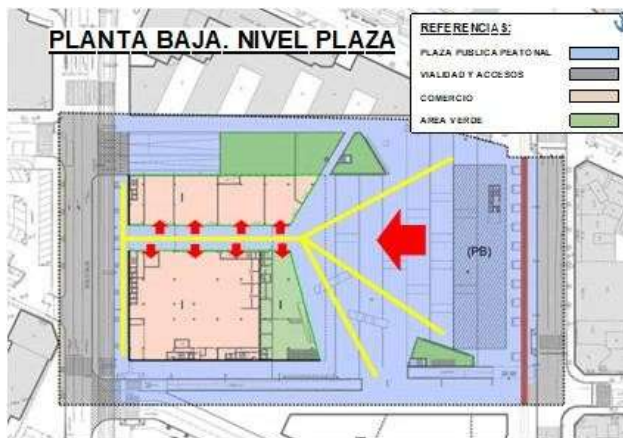 PLANTA BAJA. NIVEL PLAZA
REFERENCIAS:
PLAZA PUBLICA PEATONAL
VIALIDAD Y ACCESOS
COMERCIO
AREA VERDE
(PB)